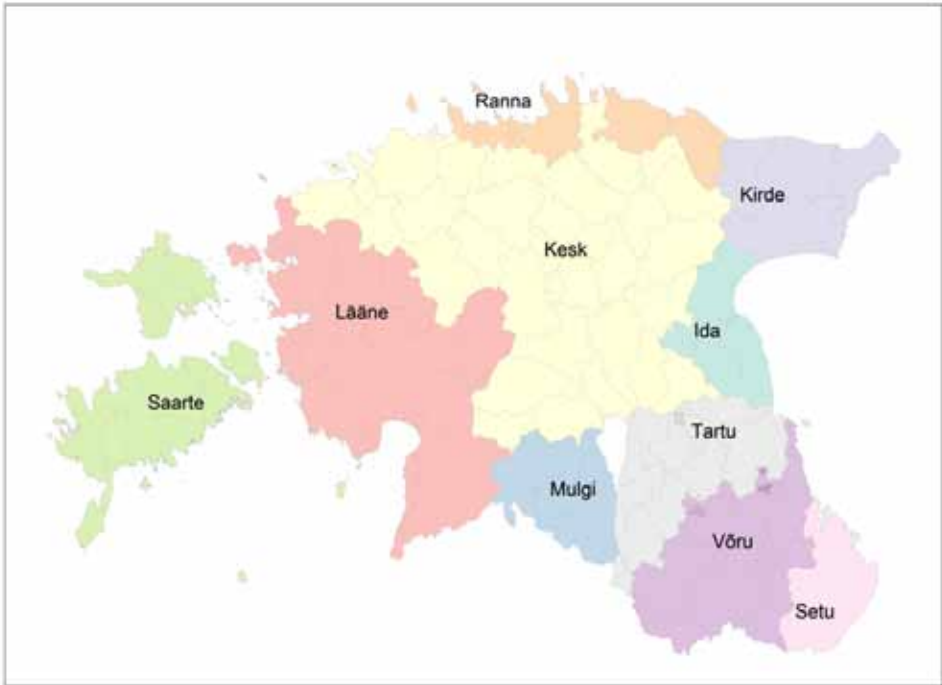 Ranna
Kirde
Kesk
Lääne
Ida
Saarte
Tartu
Mulgi
Võru
Setu